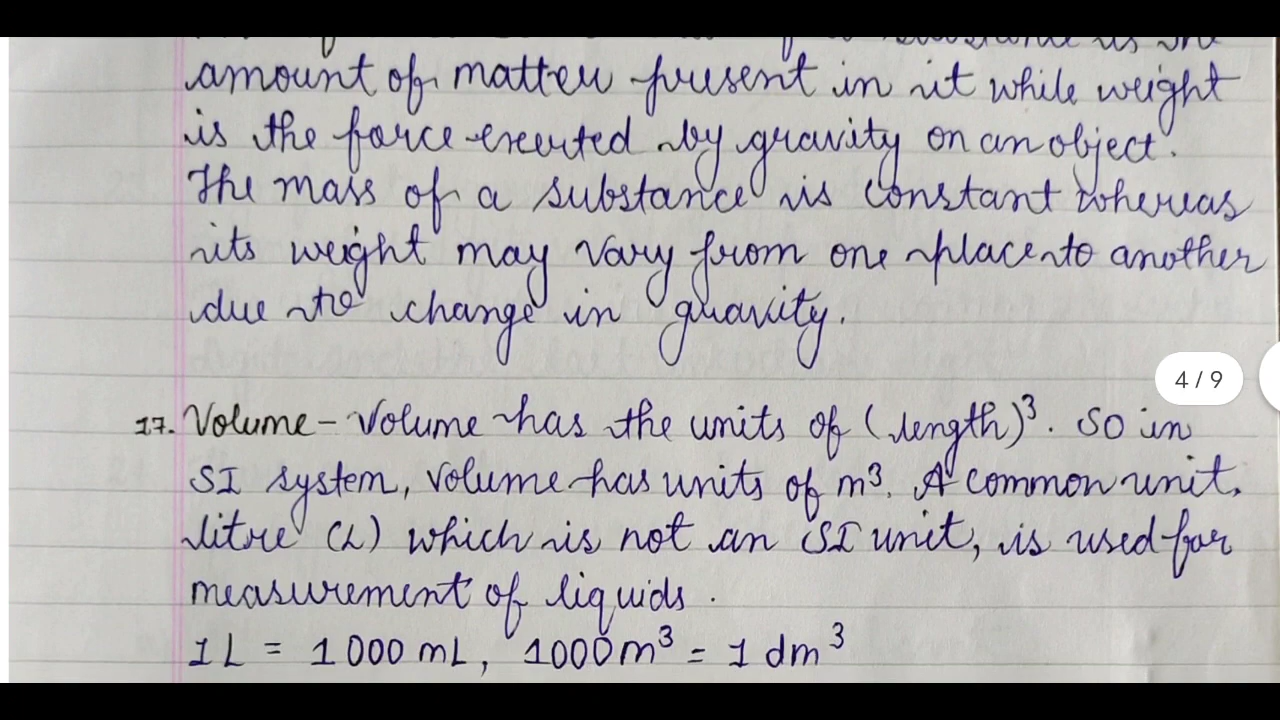 substance is the
amount of matter present in it while weight
is the force exerted by gravity on an object.
The mass of a substance is constant whereas
its weight may vary from one place to another
due to change in gravity.
4 / 9
17. Volume - Volume has the units of (length)³. So in
SI system, volume has units of m³. A common unit,
litre (L) which is not an SI unit, is used for
measurement of liquids.
1 L = 1000 mL, 1000 m³ = 1 dm³